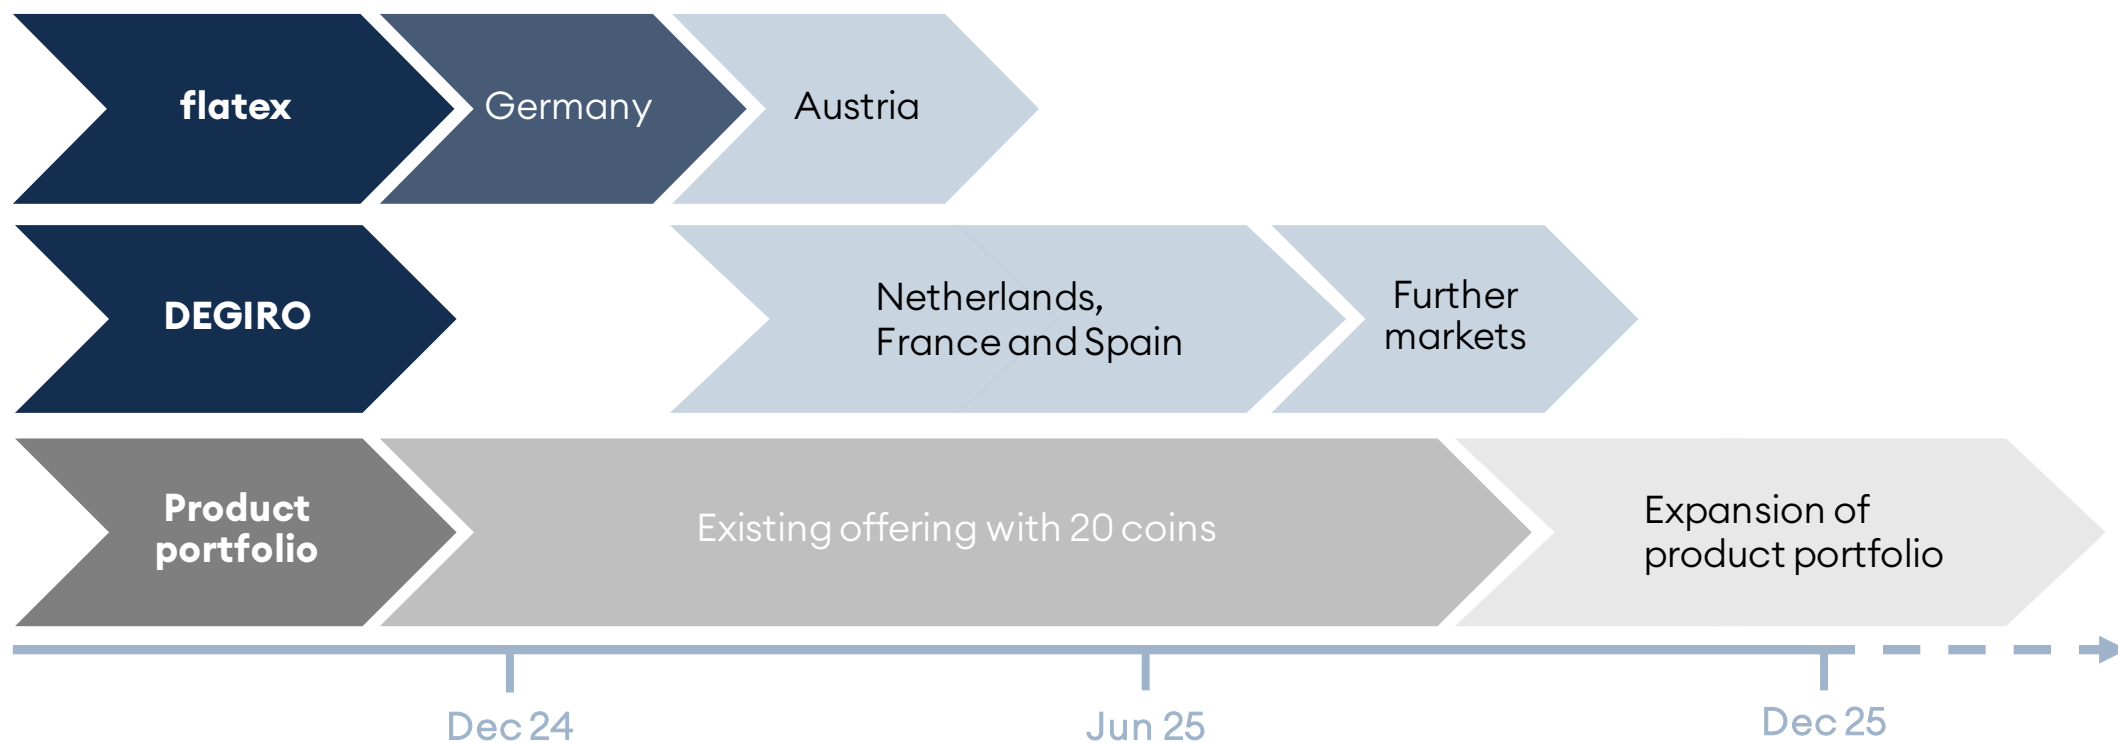 flatex
Germany
Austria
DEGIRO
Netherlands,
France and Spain
Further
markets
Product
portfolio
Existing offering with 20 coins
Expansion of
product portfolio
Dec 24
Jun 25
Dec 25